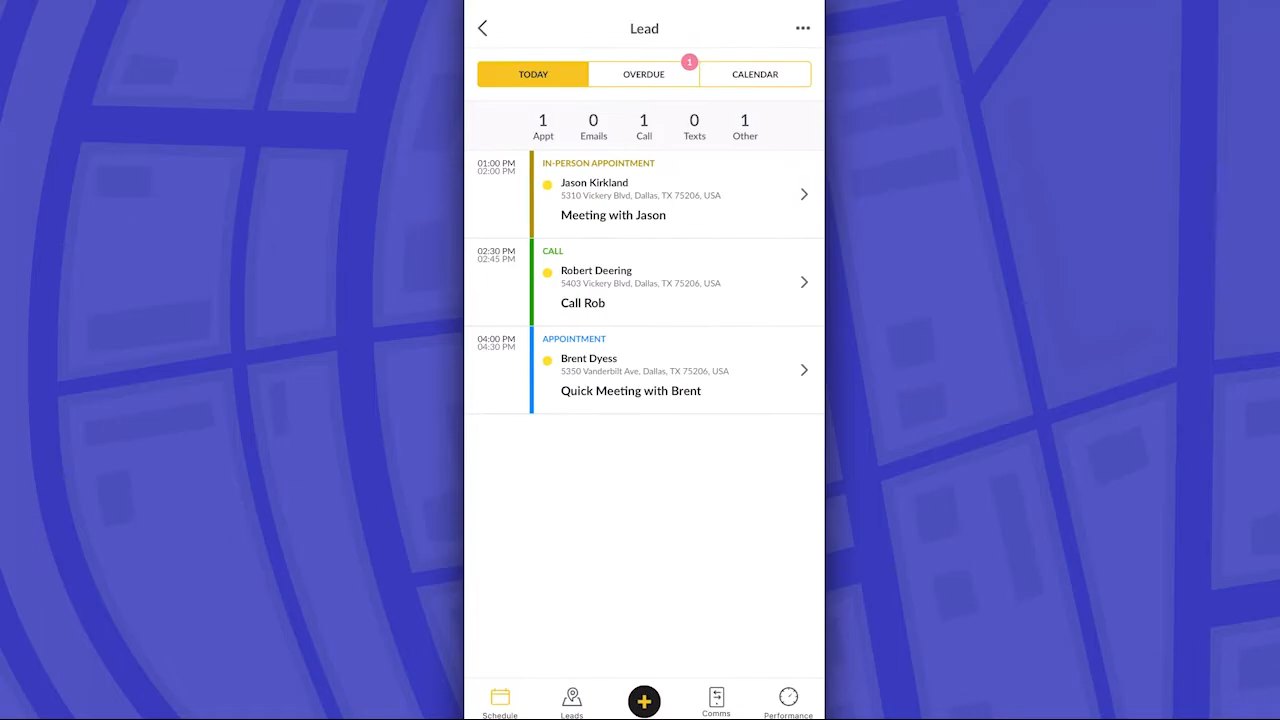 Lead
TODAY
OVERDUE
1
CALENDAR
1 0 1 0 1
Appt Emails Call Texts Other
01:00 PM
02:00 PM
IN-PERSON APPOINTMENT
Jason Kirkland
5310 Vickery Blvd, Dallas, TX 75206, USA
Meeting with Jason
02:30 PM
02:45 PM
CALL
Robert Deering
5403 Vickery Blvd, Dallas, TX 75206, USA
Call Rob
04:00 PM
04:30 PM
APPOINTMENT
Brent Dyess
5350 Vanderbilt Ave, Dallas, TX 75206, USA
Quick Meeting with Brent
Schedule Leads Comms Performance